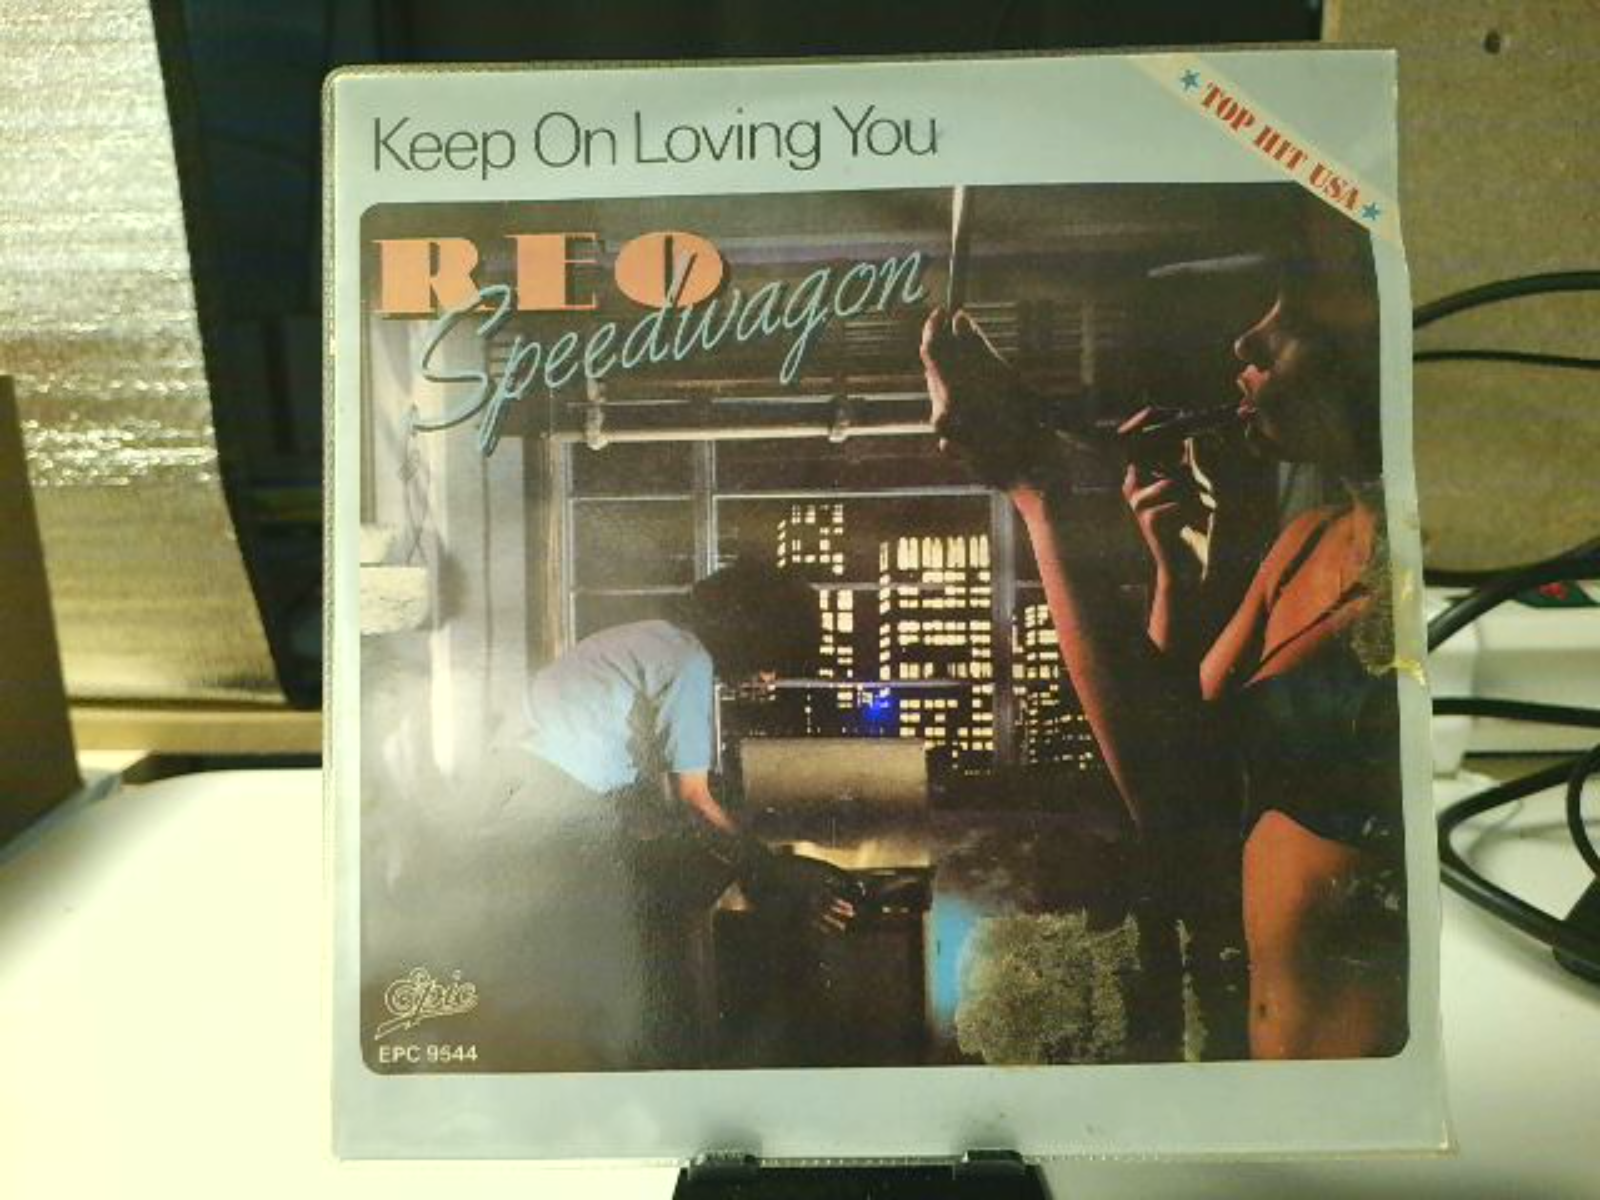 Keep On Loving You
★ TOP HIT USA ★
REO
Speedwagon
Epic
EPC 9544